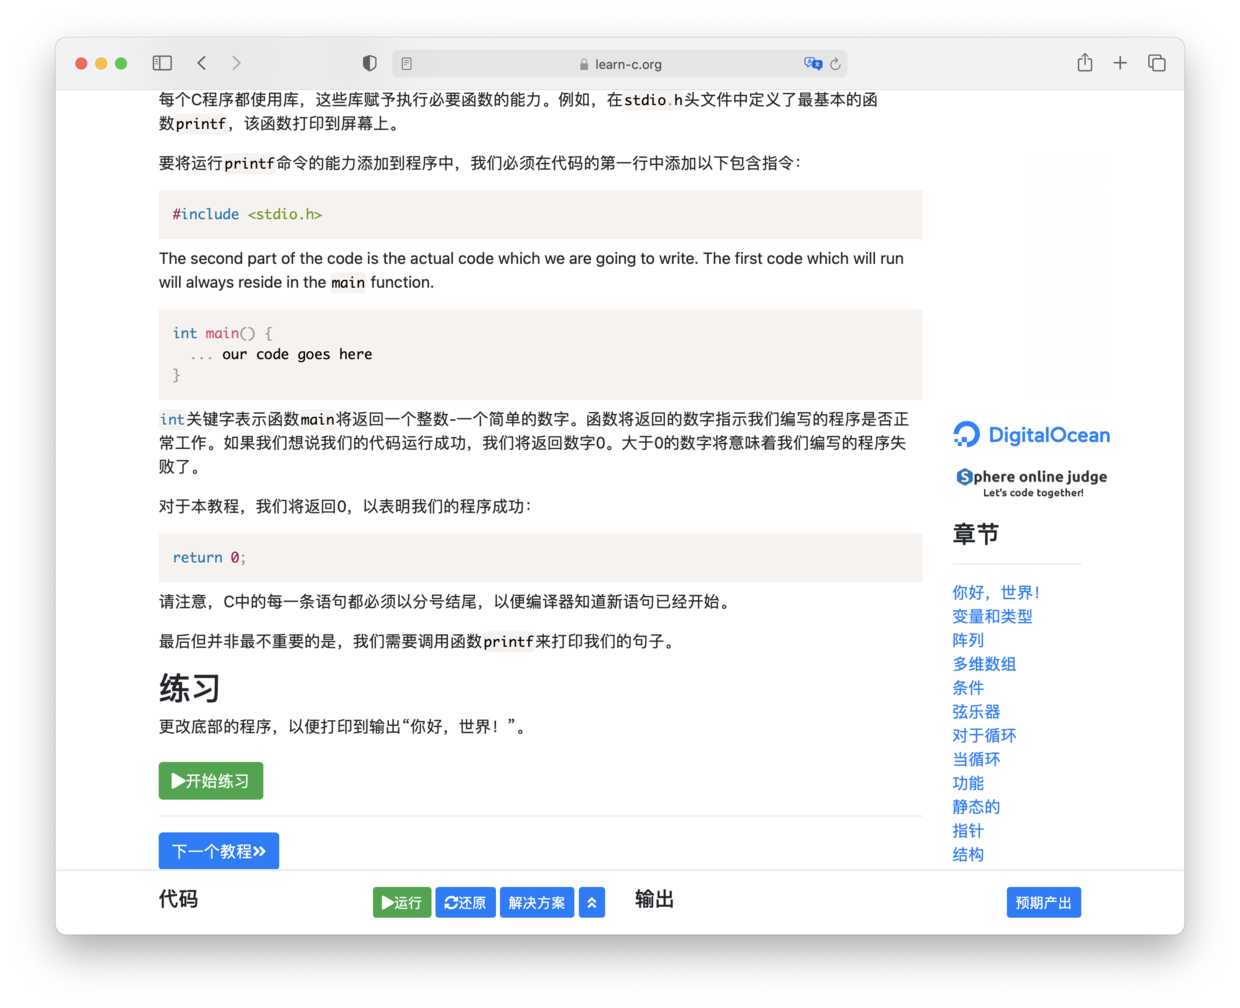 learn-c.org
每个C程序都使用库，这些库赋予执行必要函数的能力。例如，在stdio.h头文件中定义了最基本的函
数printf，该函数打印到屏幕上。
要将运行printf命令的能力添加到程序中，我们必须在代码的第一行中添加以下包含指令：
#include <stdio.h>
The second part of the code is the actual code which we are going to write. The first code which will run
will always reside in the main function.
int main() {
  ... our code goes here
}
int关键字表示函数main将返回一个整数-一个简单的数字。函数将返回的数字指示我们编写的程序是否正
常工作。如果我们想说我们的代码运行成功，我们将返回数字0。大于0的数字将意味着我们编写的程序失
败了。
对于本教程，我们将返回0，以表明我们的程序成功：
return 0;
请注意，C中的每一条语句都必须以分号结尾，以便编译器知道新语句已经开始。
最后但并非最不重要的是，我们需要调用函数printf来打印我们的句子。
练习
更改底部的程序，以便打印到输出“你好，世界！”。
开始练习
下一个教程
DigitalOcean
Sphere online judge
Let's code together!
章节
你好，世界！
变量和类型
阵列
多维数组
条件
弦乐器
对于循环
当循环
功能
静态的
指针
结构
代码
运行
还原
解决方案
输出
预期产出